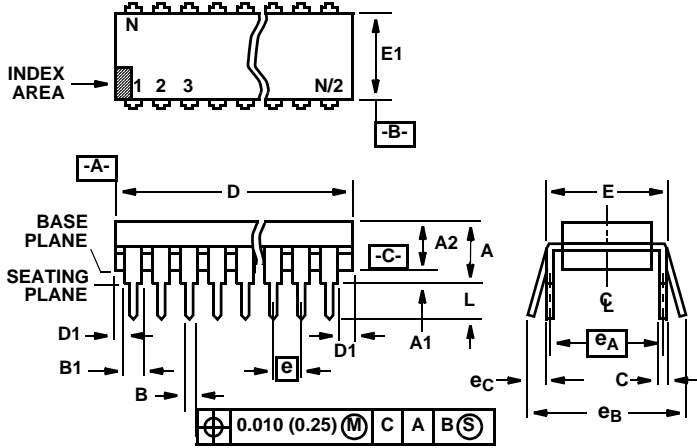 N
E1
INDEX
AREA
1 2 3 N/2
-B-
-A-
D
E
BASE
PLANE
A2 A
-C-
SEATING
PLANE
L
C
L
D1
D1
A1
eA
B1
e
B
eC
C
eB
0.010 (0.25) M C A B S